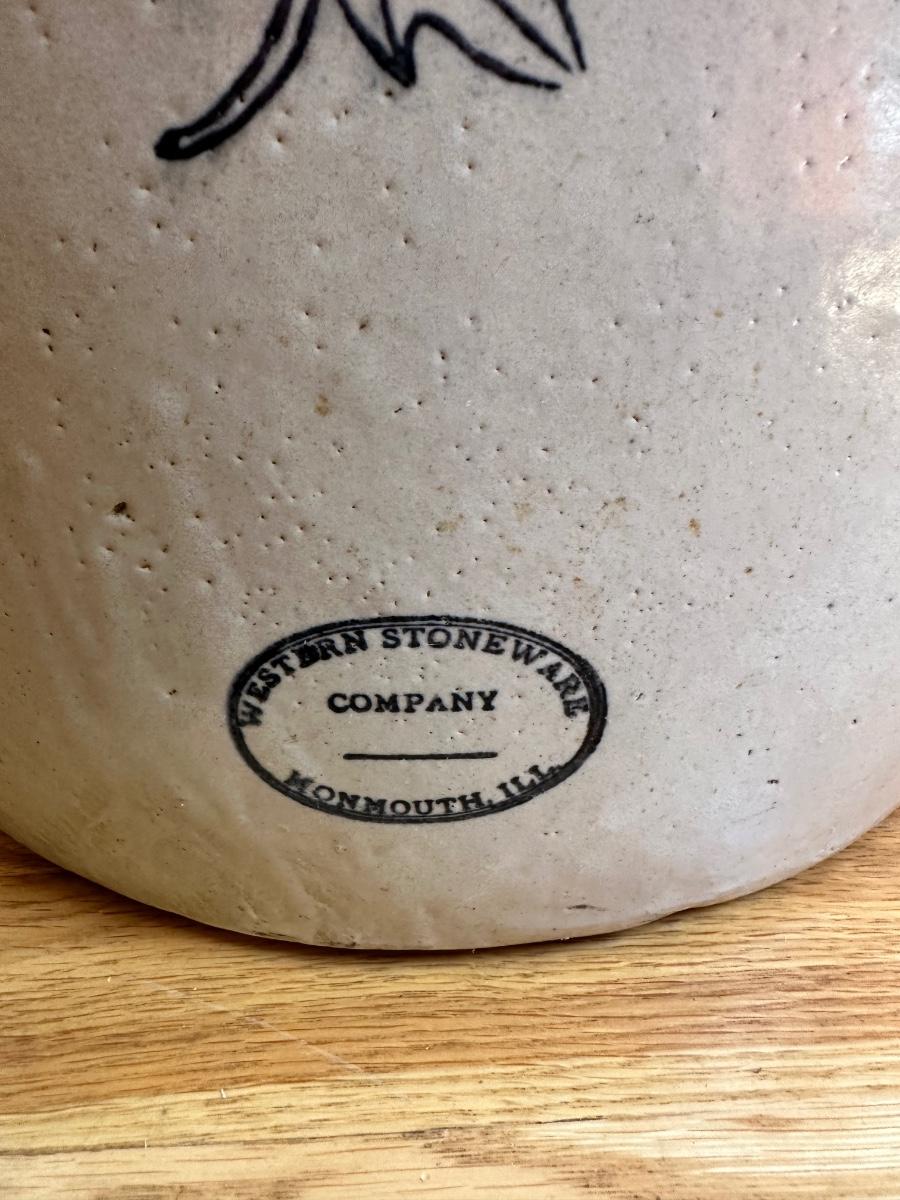 WESTERN STONEWARE
COMPANY
MONMOUTH, ILL.